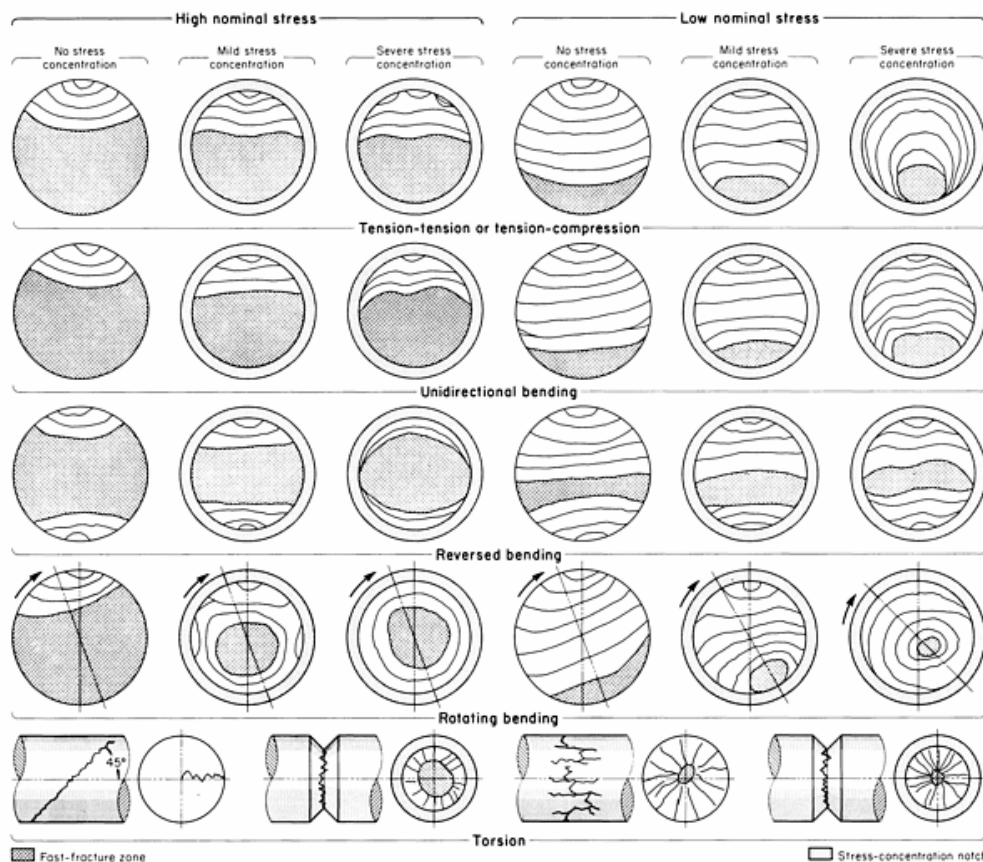 High nominal stress
Low nominal stress
No stress concentration
Mild stress concentration
Severe stress concentration
No stress concentration
Mild stress concentration
Severe stress concentration
Tension-tension or tension-compression
Unidirectional bending
Reversed bending
Rotating bending
45°
Torsion
Fast-fracture zone
Stress-concentration notch